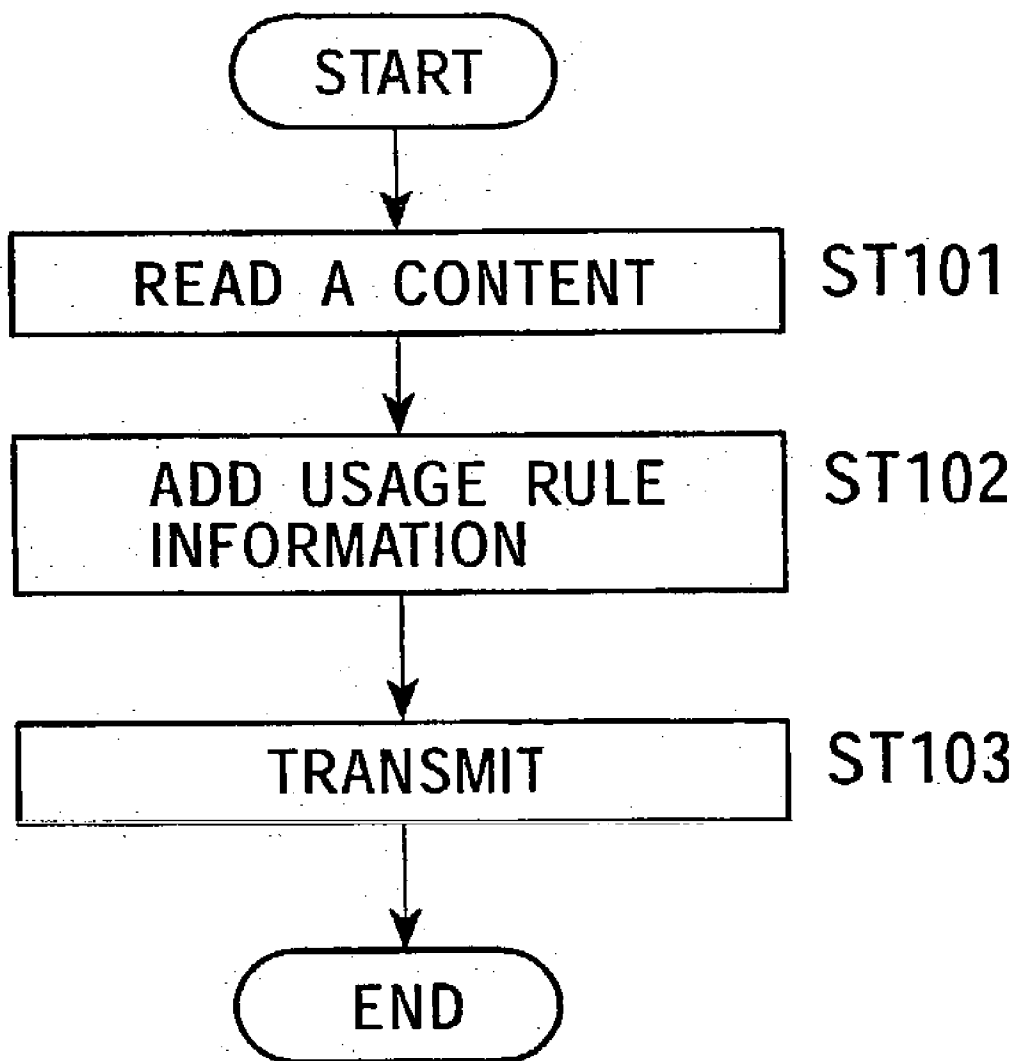 START
READ A CONTENT
ST101
ADD USAGE RULE
INFORMATION
ST102
TRANSMIT
ST103
END